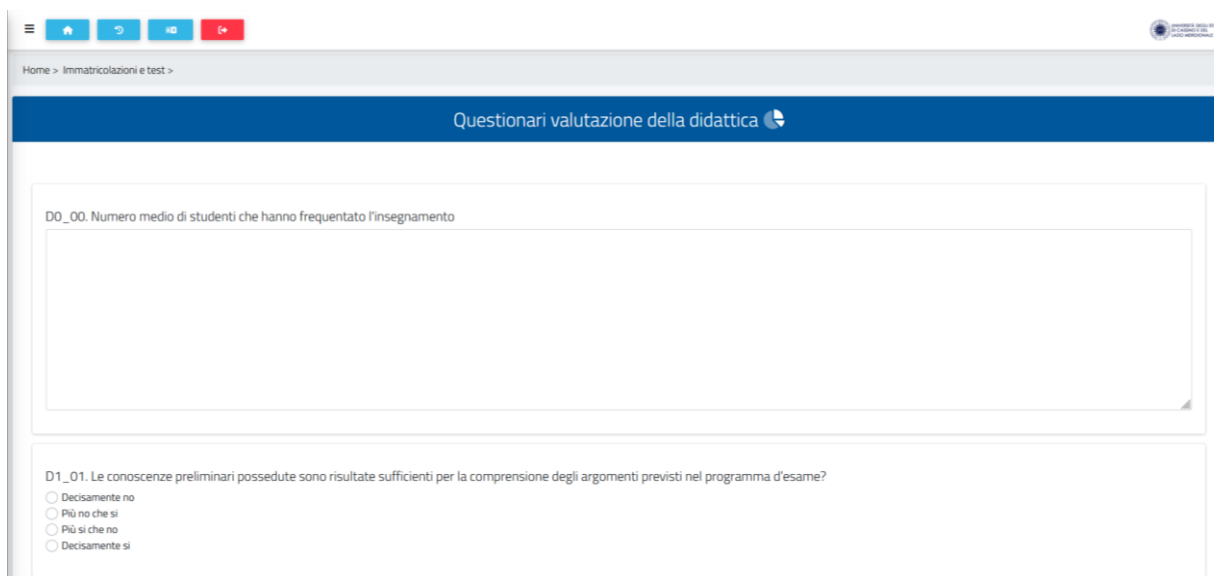 Home > Immatricolazioni e test >
Questionari valutazione della didattica
D0_00. Numero medio di studenti che hanno frequentato l'insegnamento
D1_01. Le conoscenze preliminari possedute sono risultate sufficienti per la comprensione degli argomenti previsti nel programma d'esame?
Decisamente no
Più no che si
Più si che no
Decisamente si